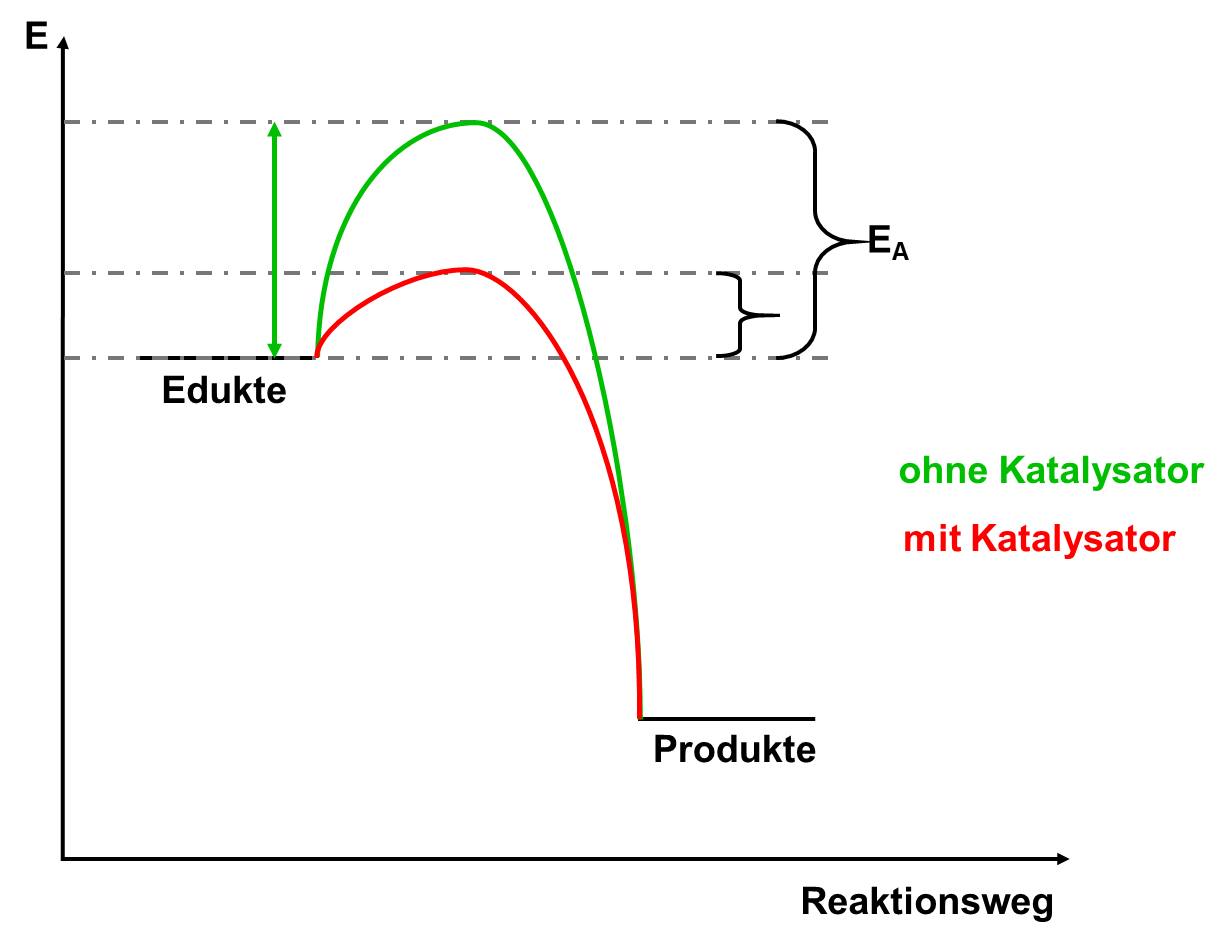 E
E_A
Edukte
ohne Katalysator
mit Katalysator
Produkte
Reaktionsweg